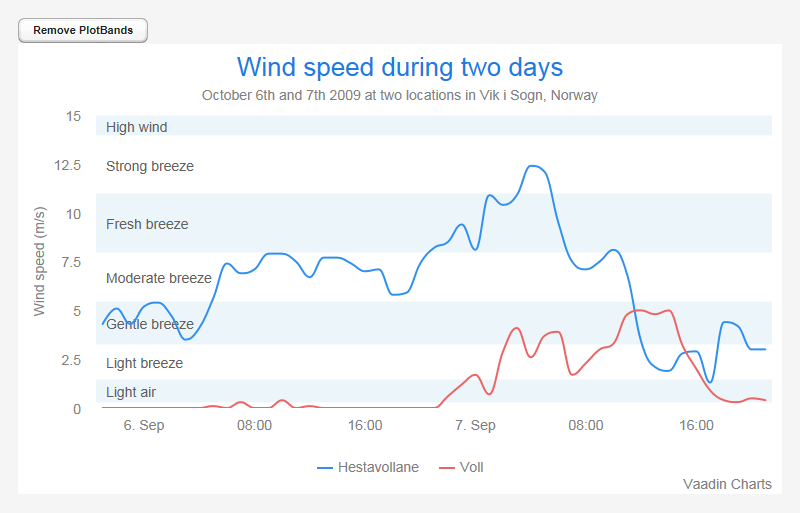 Remove PlotBands
Wind speed during two days
October 6th and 7th 2009 at two locations in Vik i Sogn, Norway
15
High wind
12.5
Strong breeze
10
Fresh breeze
Wind speed (m/s)
7.5
Moderate breeze
5
Gentle breeze
2.5
Light breeze
Light air
0
6. Sep 08:00 16:00 7. Sep 08:00 16:00
Hestavollane Voll
Vaadin Charts